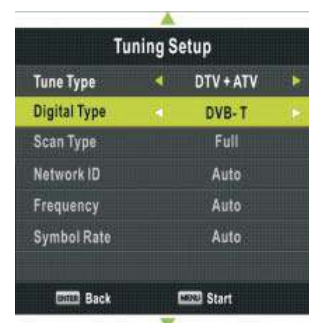 Tuning Setup
Tune Type DTV + ATV
Digital Type DVB- T
Scan Type Full
Network ID Auto
Frequency Auto
Symbol Rate Auto
ENTER Back MENU Start